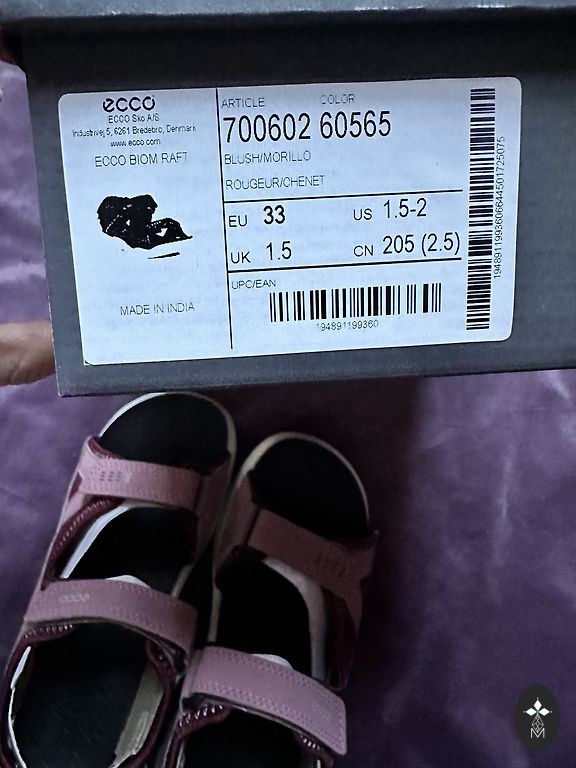 ecco
ECCO Sko A/S
Industrivej 5, 6261 Bredebro, Denmark
www.ecco.com
ECCO BIOM RAFT
MADE IN INDIA
ARTICLE COLOR
700602 60565
BLUSH/MORILLO
ROUGEUR/CHENET
EU 33 US 1.5-2
UK 1.5 CN 205 (2.5)
UPC/EAN
194891199360
1948911993606644501725075
ecco
M